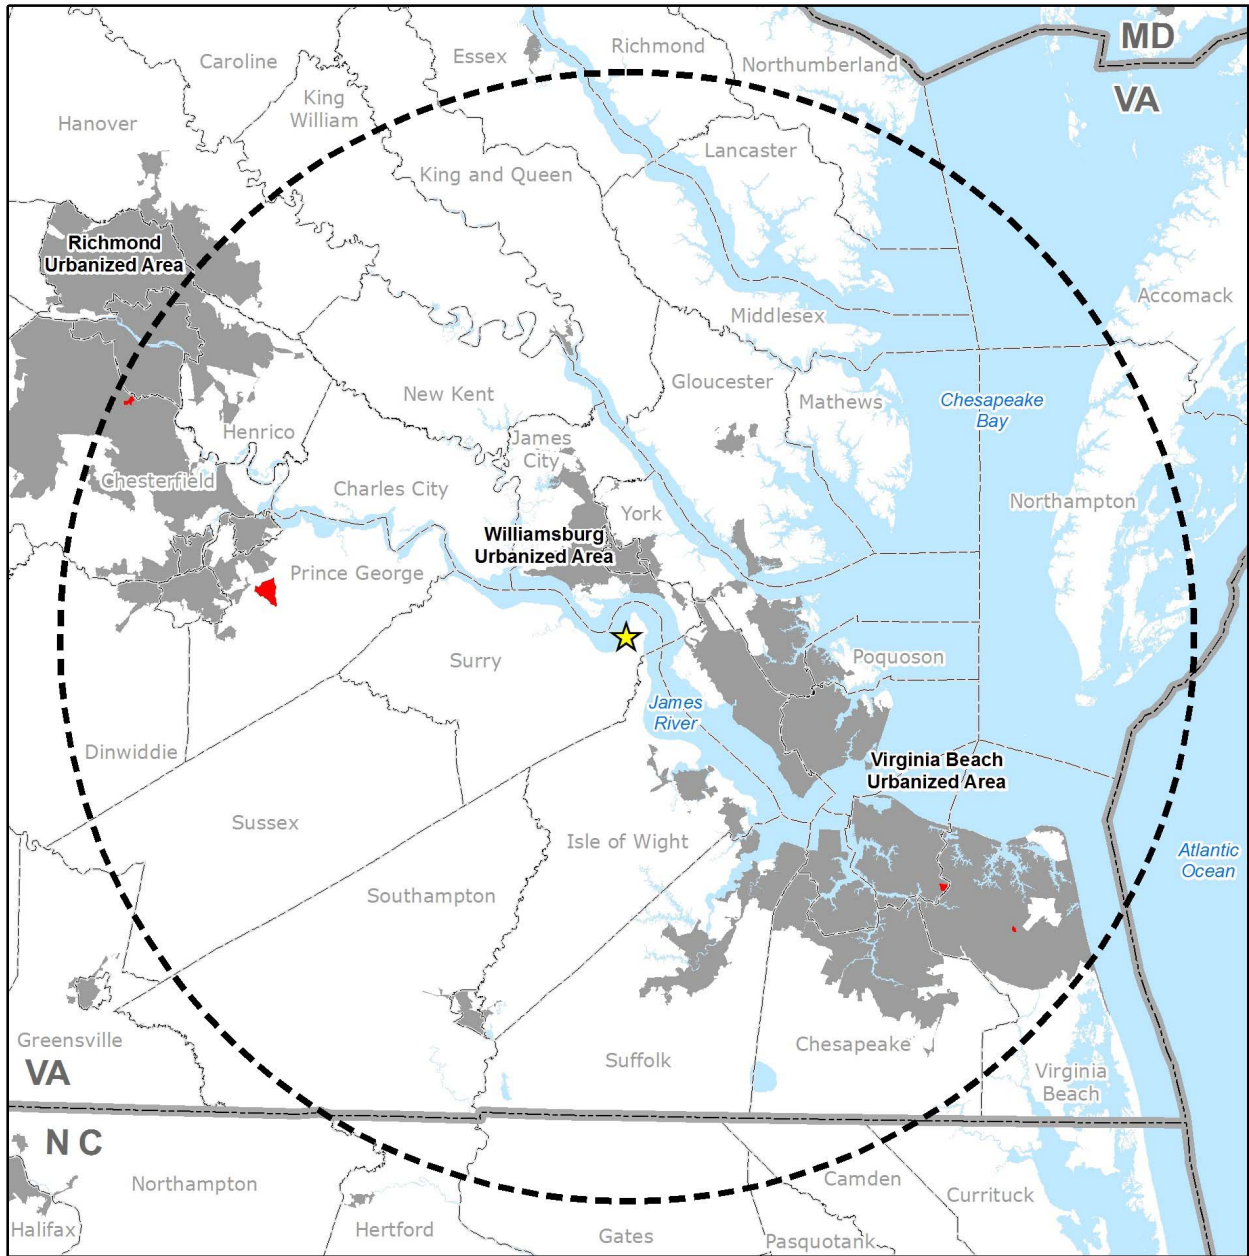 MD
VA
Essex
Richmond
Caroline
Northumberland
King
William
Hanover
Lancaster
King and Queen
Richmond
Urbanized Area
Accomack
Middlesex
Gloucester
New Kent
Mathews
Chesapeake
Bay
Henrico
James
City
Chesterfield
Charles City
Northampton
York
Williamsburg
Urbanized Area
Prince George
Surry
Poquoson
James
River
Dinwiddie
Virginia Beach
Urbanized Area
Sussex
Isle of Wight
Atlantic
Ocean
Southampton
Greensville
Suffolk
Chesapeake
VA
Virginia
Beach
NC
Northampton
Camden
Currituck
Halifax
Hertford
Gates
Pasquotank